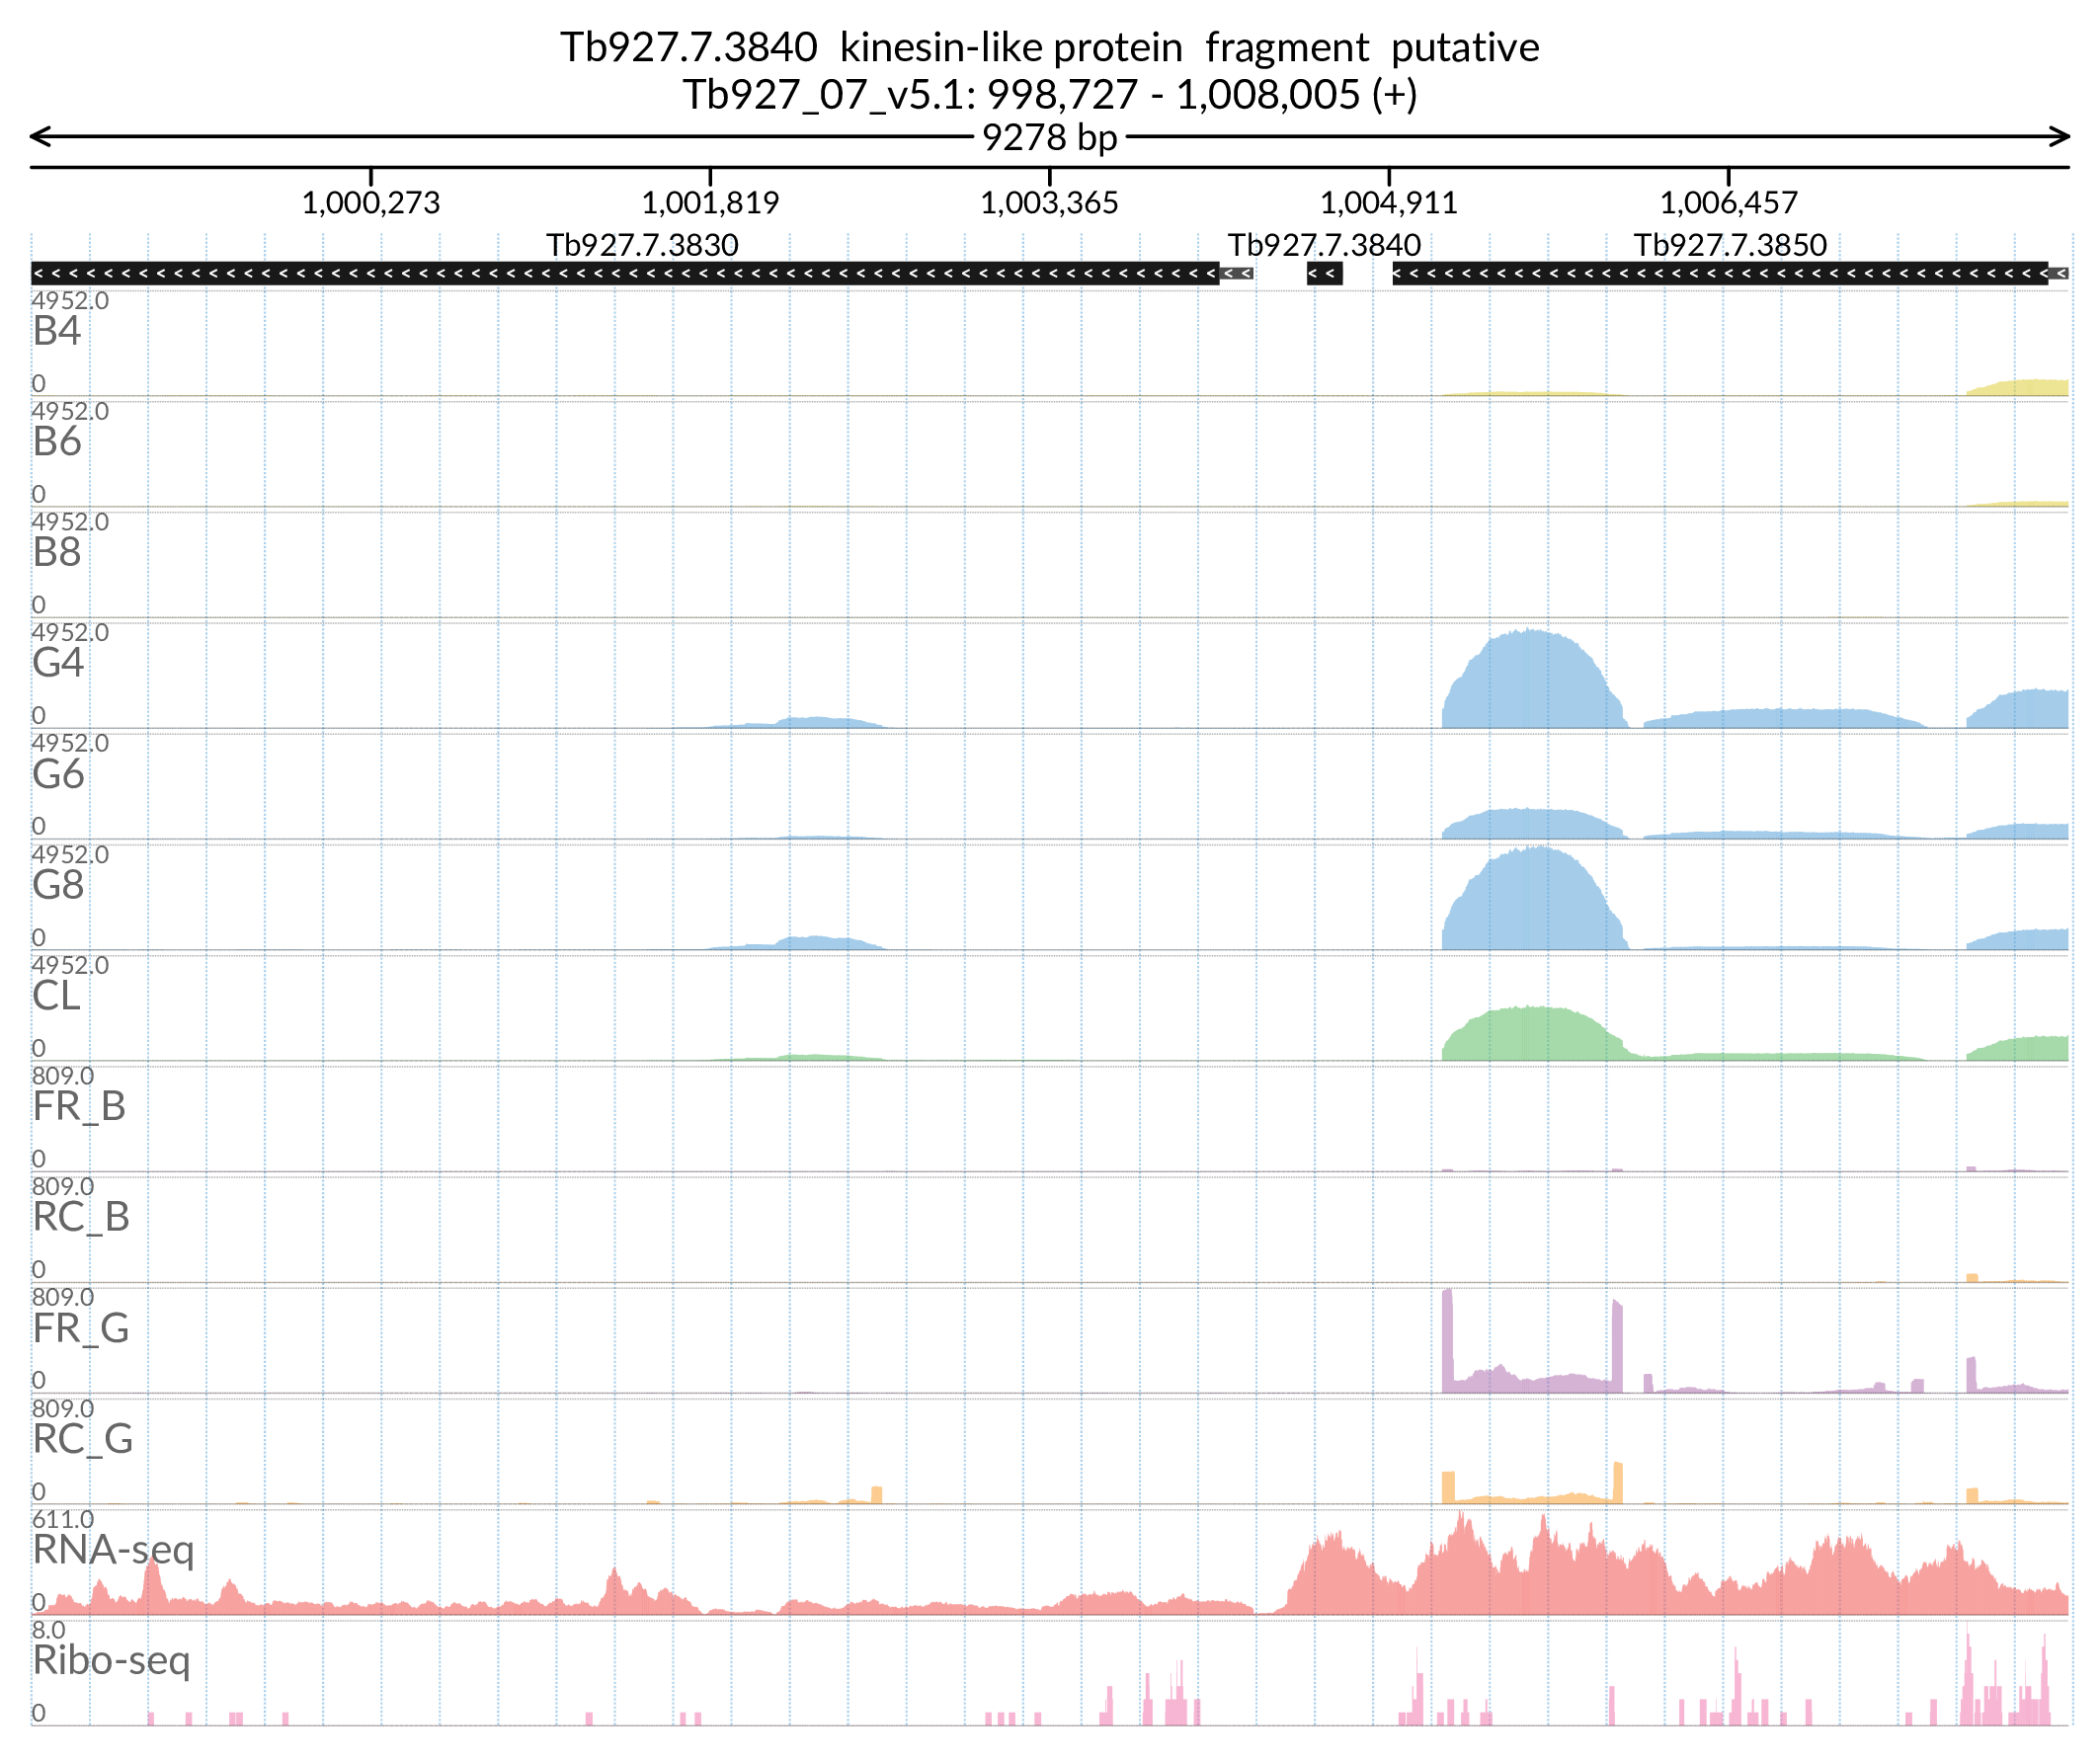 Tb927.7.3840 kinesin-like protein fragment putative
Tb927_07_v5.1: 998,727 - 1,008,005 (+)
9278 bp
1,000,273 1,001,819 1,003,365 1,004,911 1,006,457
Tb927.7.3830 Tb927.7.3840 Tb927.7.3850
4952.0
B4
0
4952.0
B6
0
4952.0
B8
0
4952.0
G4
0
4952.0
G6
0
4952.0
G8
0
4952.0
CL
0
809.0
FR_B
0
809.0
RC_B
0
809.0
FR_G
0
809.0
RC_G
0
611.0
RNA-seq
0
8.0
Ribo-seq
0